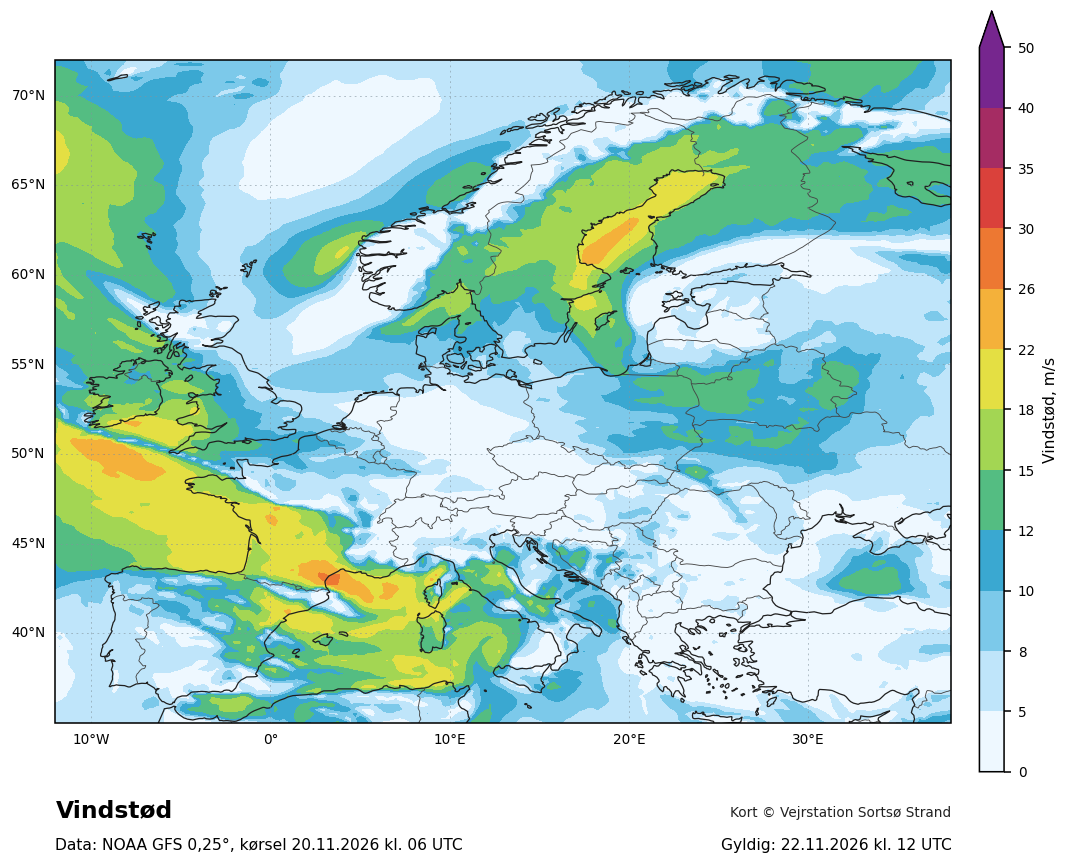 50
40
35
30
26
22
18
15
12
10
8
5
0
Vindstød, m/s
70°N
65°N
60°N
55°N
50°N
45°N
40°N
10°W
0°
10°E
20°E
30°E
Vindstød
Kort © Vejrstation Sortsø Strand
Data: NOAA GFS 0,25°, kørsel 20.11.2026 kl. 06 UTC
Gyldig: 22.11.2026 kl. 12 UTC